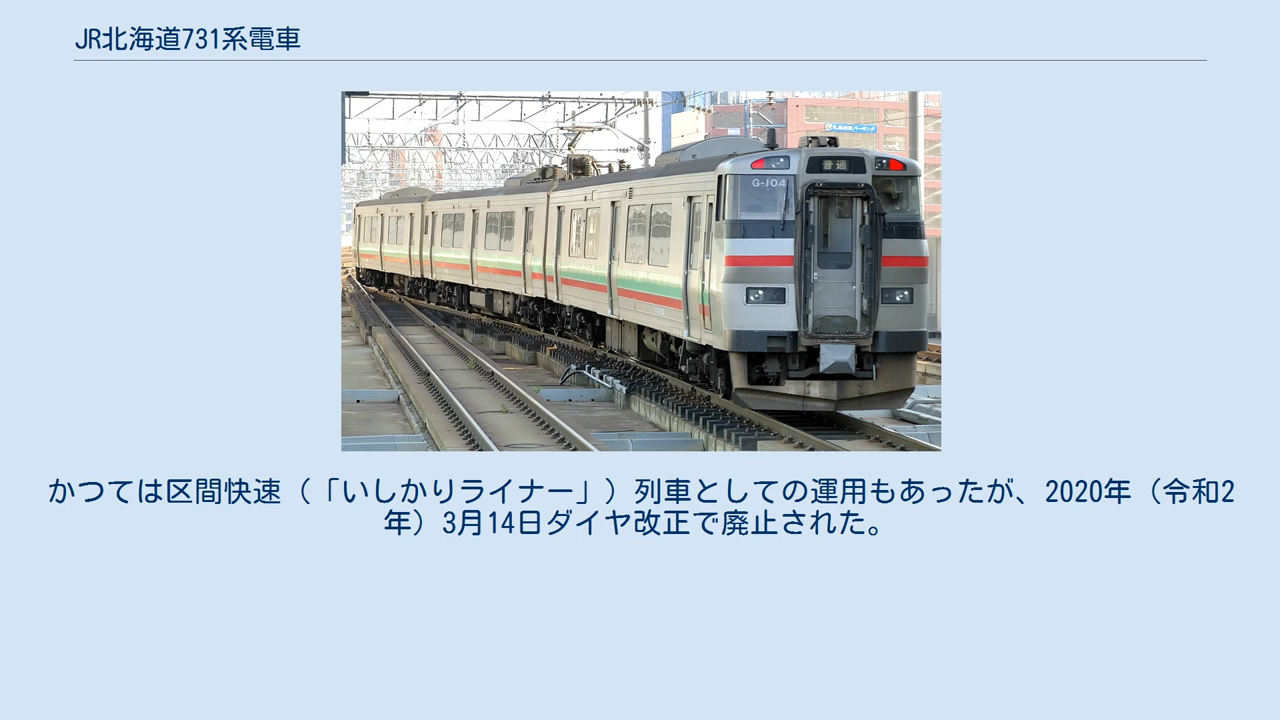 JR北海道731系電車
普通
G-104
かつては区間快速（「いしかりライナー」）列車としての運用もあったが、2020年（令和2
年）3月14日ダイヤ改正で廃止された。